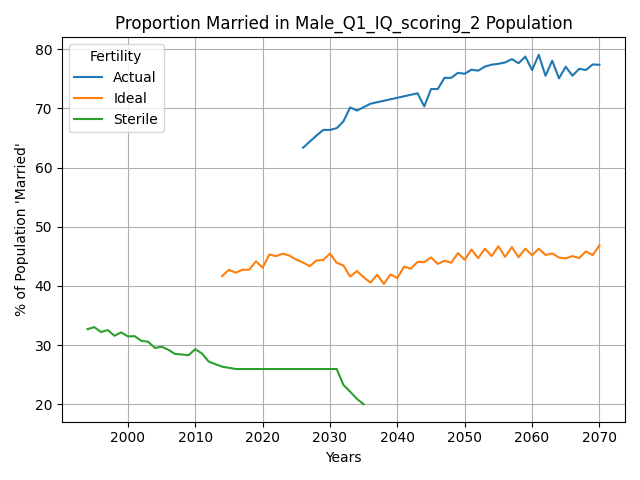 Proportion Married in Male_Q1_IQ_scoring_2 Population
Fertility
Actual
Ideal
Sterile
% of Population 'Married'
80
70
60
50
40
30
20
2000
2010
2020
2030
2040
2050
2060
2070
Years